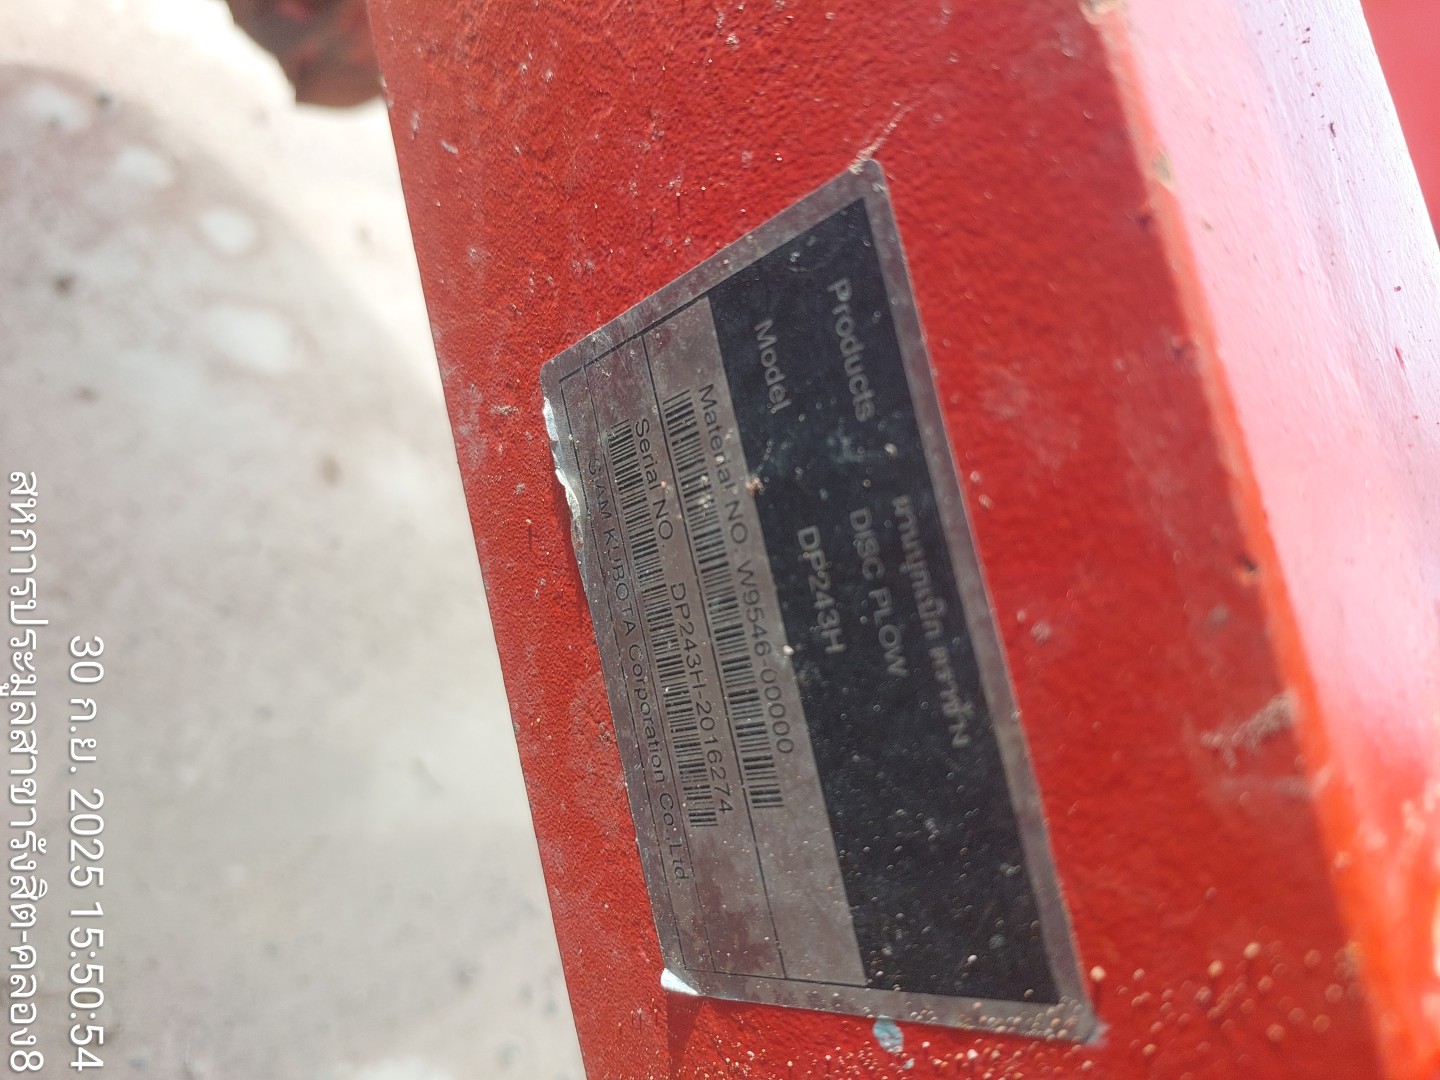 ผานบุกเบิก ตราช้าง
Products DISC PLOW
Model DP243H
Material NO. W9546-00000
Serial NO. DP243H-2016274
SIAM KUBOTA Corporation Co.,Ltd.
30 ก.ย. 2025 15:50:54
สหการประมูลสาขารังสิต-คลอง8